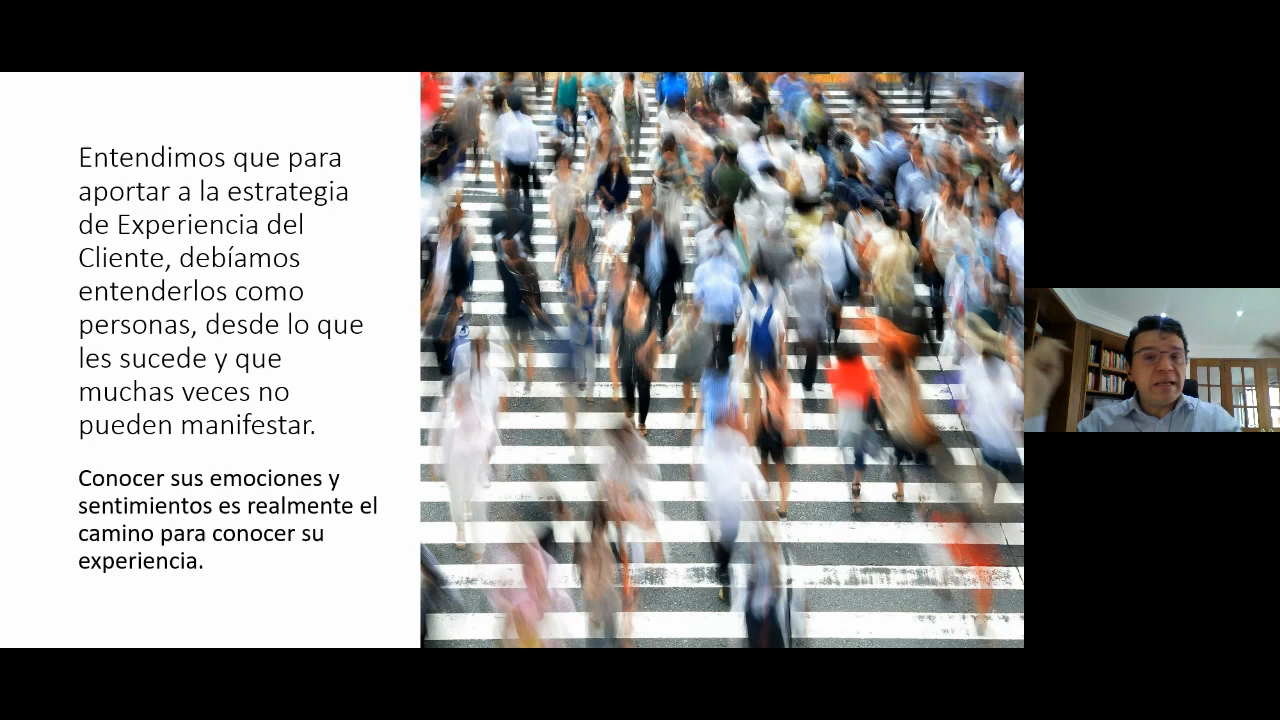 Entendimos que para
aportar a la estrategia
de Experiencia del
Cliente, debíamos
entenderlos como
personas, desde lo que
les sucede y que
muchas veces no
pueden manifestar.
Conocer sus emociones y
sentimientos es realmente el
camino para conocer su
experiencia.